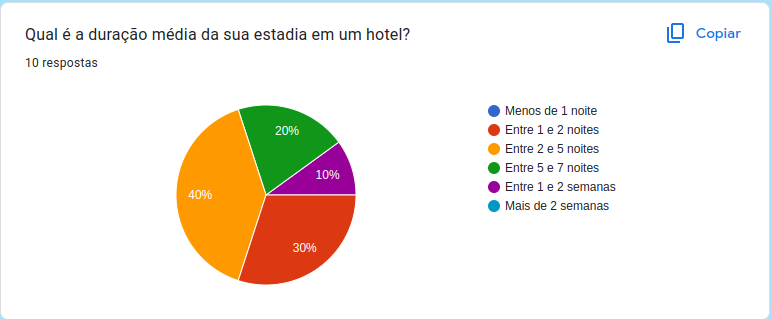 Qual é a duração média da sua estadia em um hotel?
Copiar
10 respostas
20%
10%
40%
30%
Menos de 1 noite
Entre 1 e 2 noites
Entre 2 e 5 noites
Entre 5 e 7 noites
Entre 1 e 2 semanas
Mais de 2 semanas